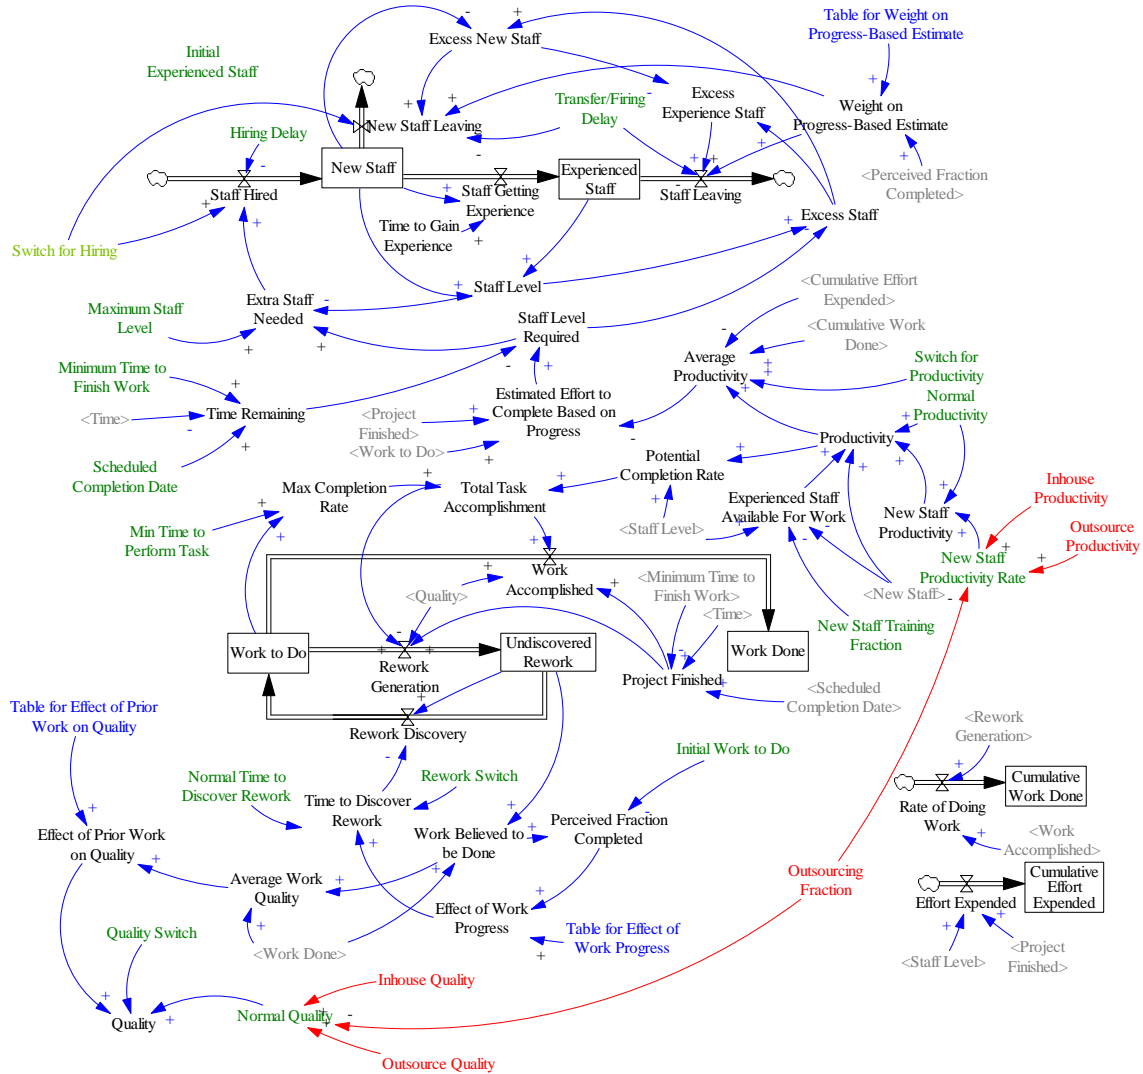 Table for Weight on
Progress-Based Estimate
Initial
Experienced Staff
Excess New Staff
Excess
Experience Staff
Transfer/Firing
Delay
Weight on
Progress-Based Estimate
Hiring Delay
New Staff Leaving
New Staff
Experienced
Staff
<Perceived Fraction
Completed>
Staff Hired
Staff Getting
Experience
Staff Leaving
Excess Staff
Time to Gain
Experience
Switch for Hiring
Staff Level
<Cumulative Effort
Expended>
Maximum Staff
Level
Extra Staff
Needed
Staff Level
Required
<Cumulative Work
Done>
Average
Productivity
Switch for
Productivity
Minimum Time to
Finish Work
Normal
Productivity
Estimated Effort to
Complete Based on
Progress
<Time>
Time Remaining
<Project
Finished>
<Work to Do>
Productivity
Scheduled
Completion Date
Potential
Completion Rate
Inhouse
Productivity
Max Completion
Rate
Total Task
Accomplishment
Experienced Staff
Available For Work
New Staff
Productivity
Min Time to
Perform Task
<Staff Level>
Outsource
Productivity
New Staff
Productivity Rate
Work
Accomplished
<Quality>
<Minimum Time to
Finish Work>
<Time>
<New Staff>
New Staff Training
Fraction
Work to Do
Rework
Generation
Undiscovered
Rework
Work Done
Project Finished
<Scheduled
Completion Date>
Table for Effect of Prior
Work on Quality
Rework Discovery
<Rework
Generation>
Normal Time to
Discover Rework
Rework Switch
Initial Work to Do
Cumulative
Work Done
Time to Discover
Rework
Rate of Doing
Work
Effect of Prior Work
on Quality
Work Believed to
be Done
Perceived Fraction
Completed
<Work
Accomplished>
Outsourcing
Fraction
Average Work
Quality
Effort Expended
Cumulative
Effort
Expended
Effect of Work
Progress
Quality Switch
<Work Done>
Table for Effect of
Work Progress
<Staff Level>
<Project
Finished>
Inhouse Quality
Quality
Normal Quality
Outsource Quality